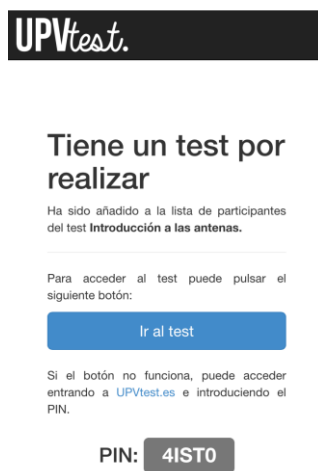 UPVtest.
Tiene un test por
realizar
Ha sido añadido a la lista de participantes
del test Introducción a las antenas.
Para acceder al test puede pulsar el
siguiente botón:
Ir al test
Si el botón no funciona, puede acceder
entrando a UPVtest.es e introduciendo el
PIN.
PIN: 4IST0